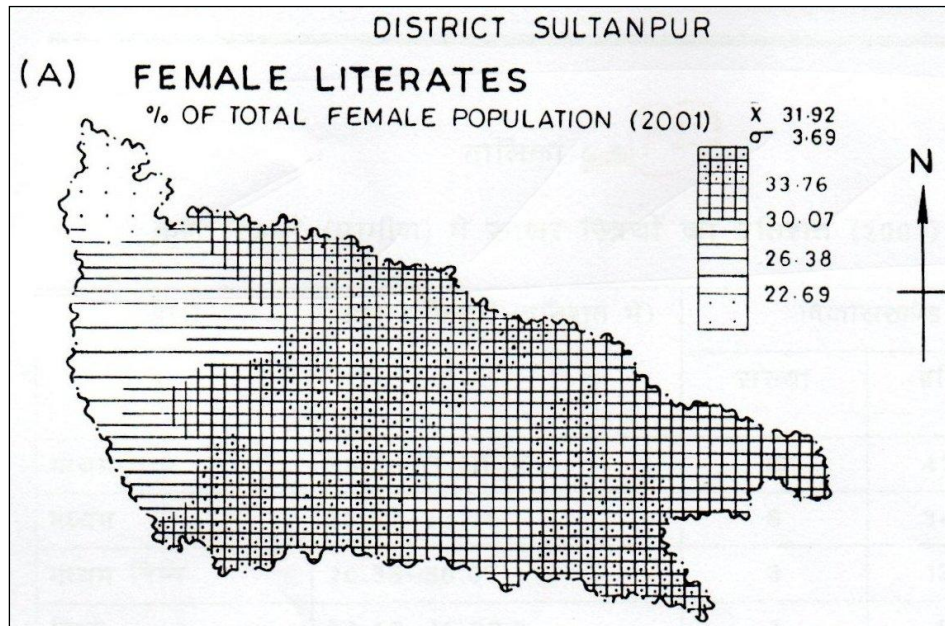 DISTRICT SULTANPUR
(A) FEMALE LITERATES
% OF TOTAL FEMALE POPULATION (2001)
x̄ 31.92
σ 3.69
33.76
30.07
26.38
22.69
N